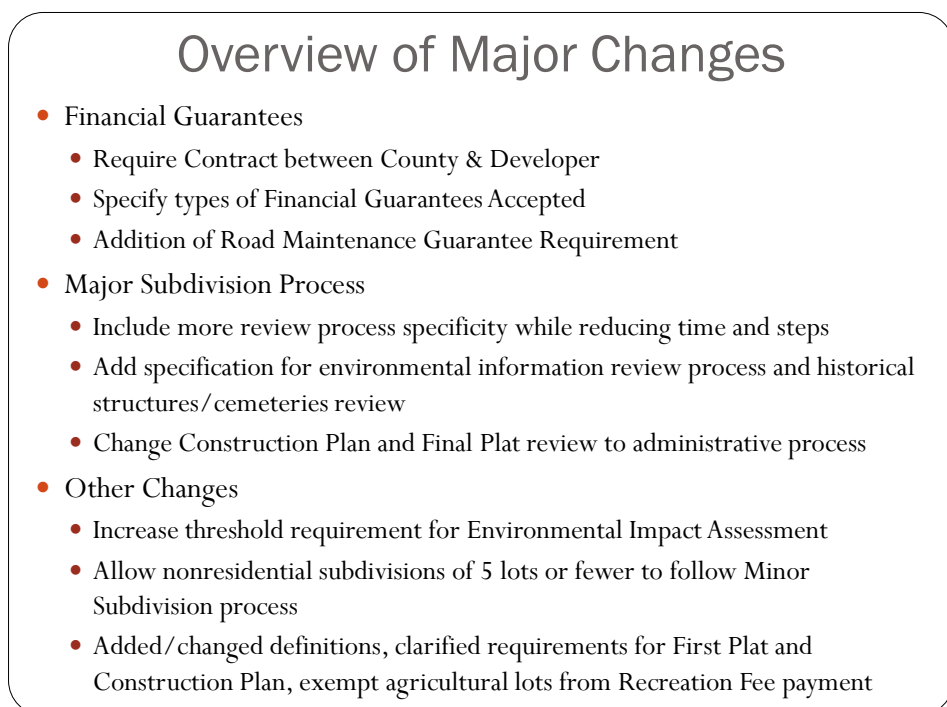 Overview of Major Changes
• Financial Guarantees
• Require Contract between County & Developer
• Specify types of Financial Guarantees Accepted
• Addition of Road Maintenance Guarantee Requirement
• Major Subdivision Process
• Include more review process specificity while reducing time and steps
• Add specification for environmental information review process and historical
structures/cemeteries review
• Change Construction Plan and Final Plat review to administrative process
• Other Changes
• Increase threshold requirement for Environmental Impact Assessment
• Allow nonresidential subdivisions of 5 lots or fewer to follow Minor
Subdivision process
• Added/changed definitions, clarified requirements for First Plat and
Construction Plan, exempt agricultural lots from Recreation Fee payment